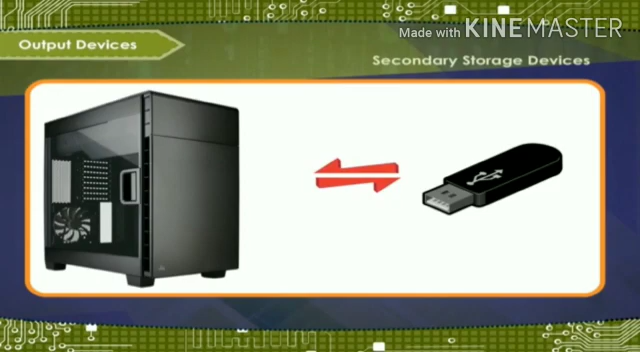 Made with KINEMASTER
Output Devices
Secondary Storage Devices